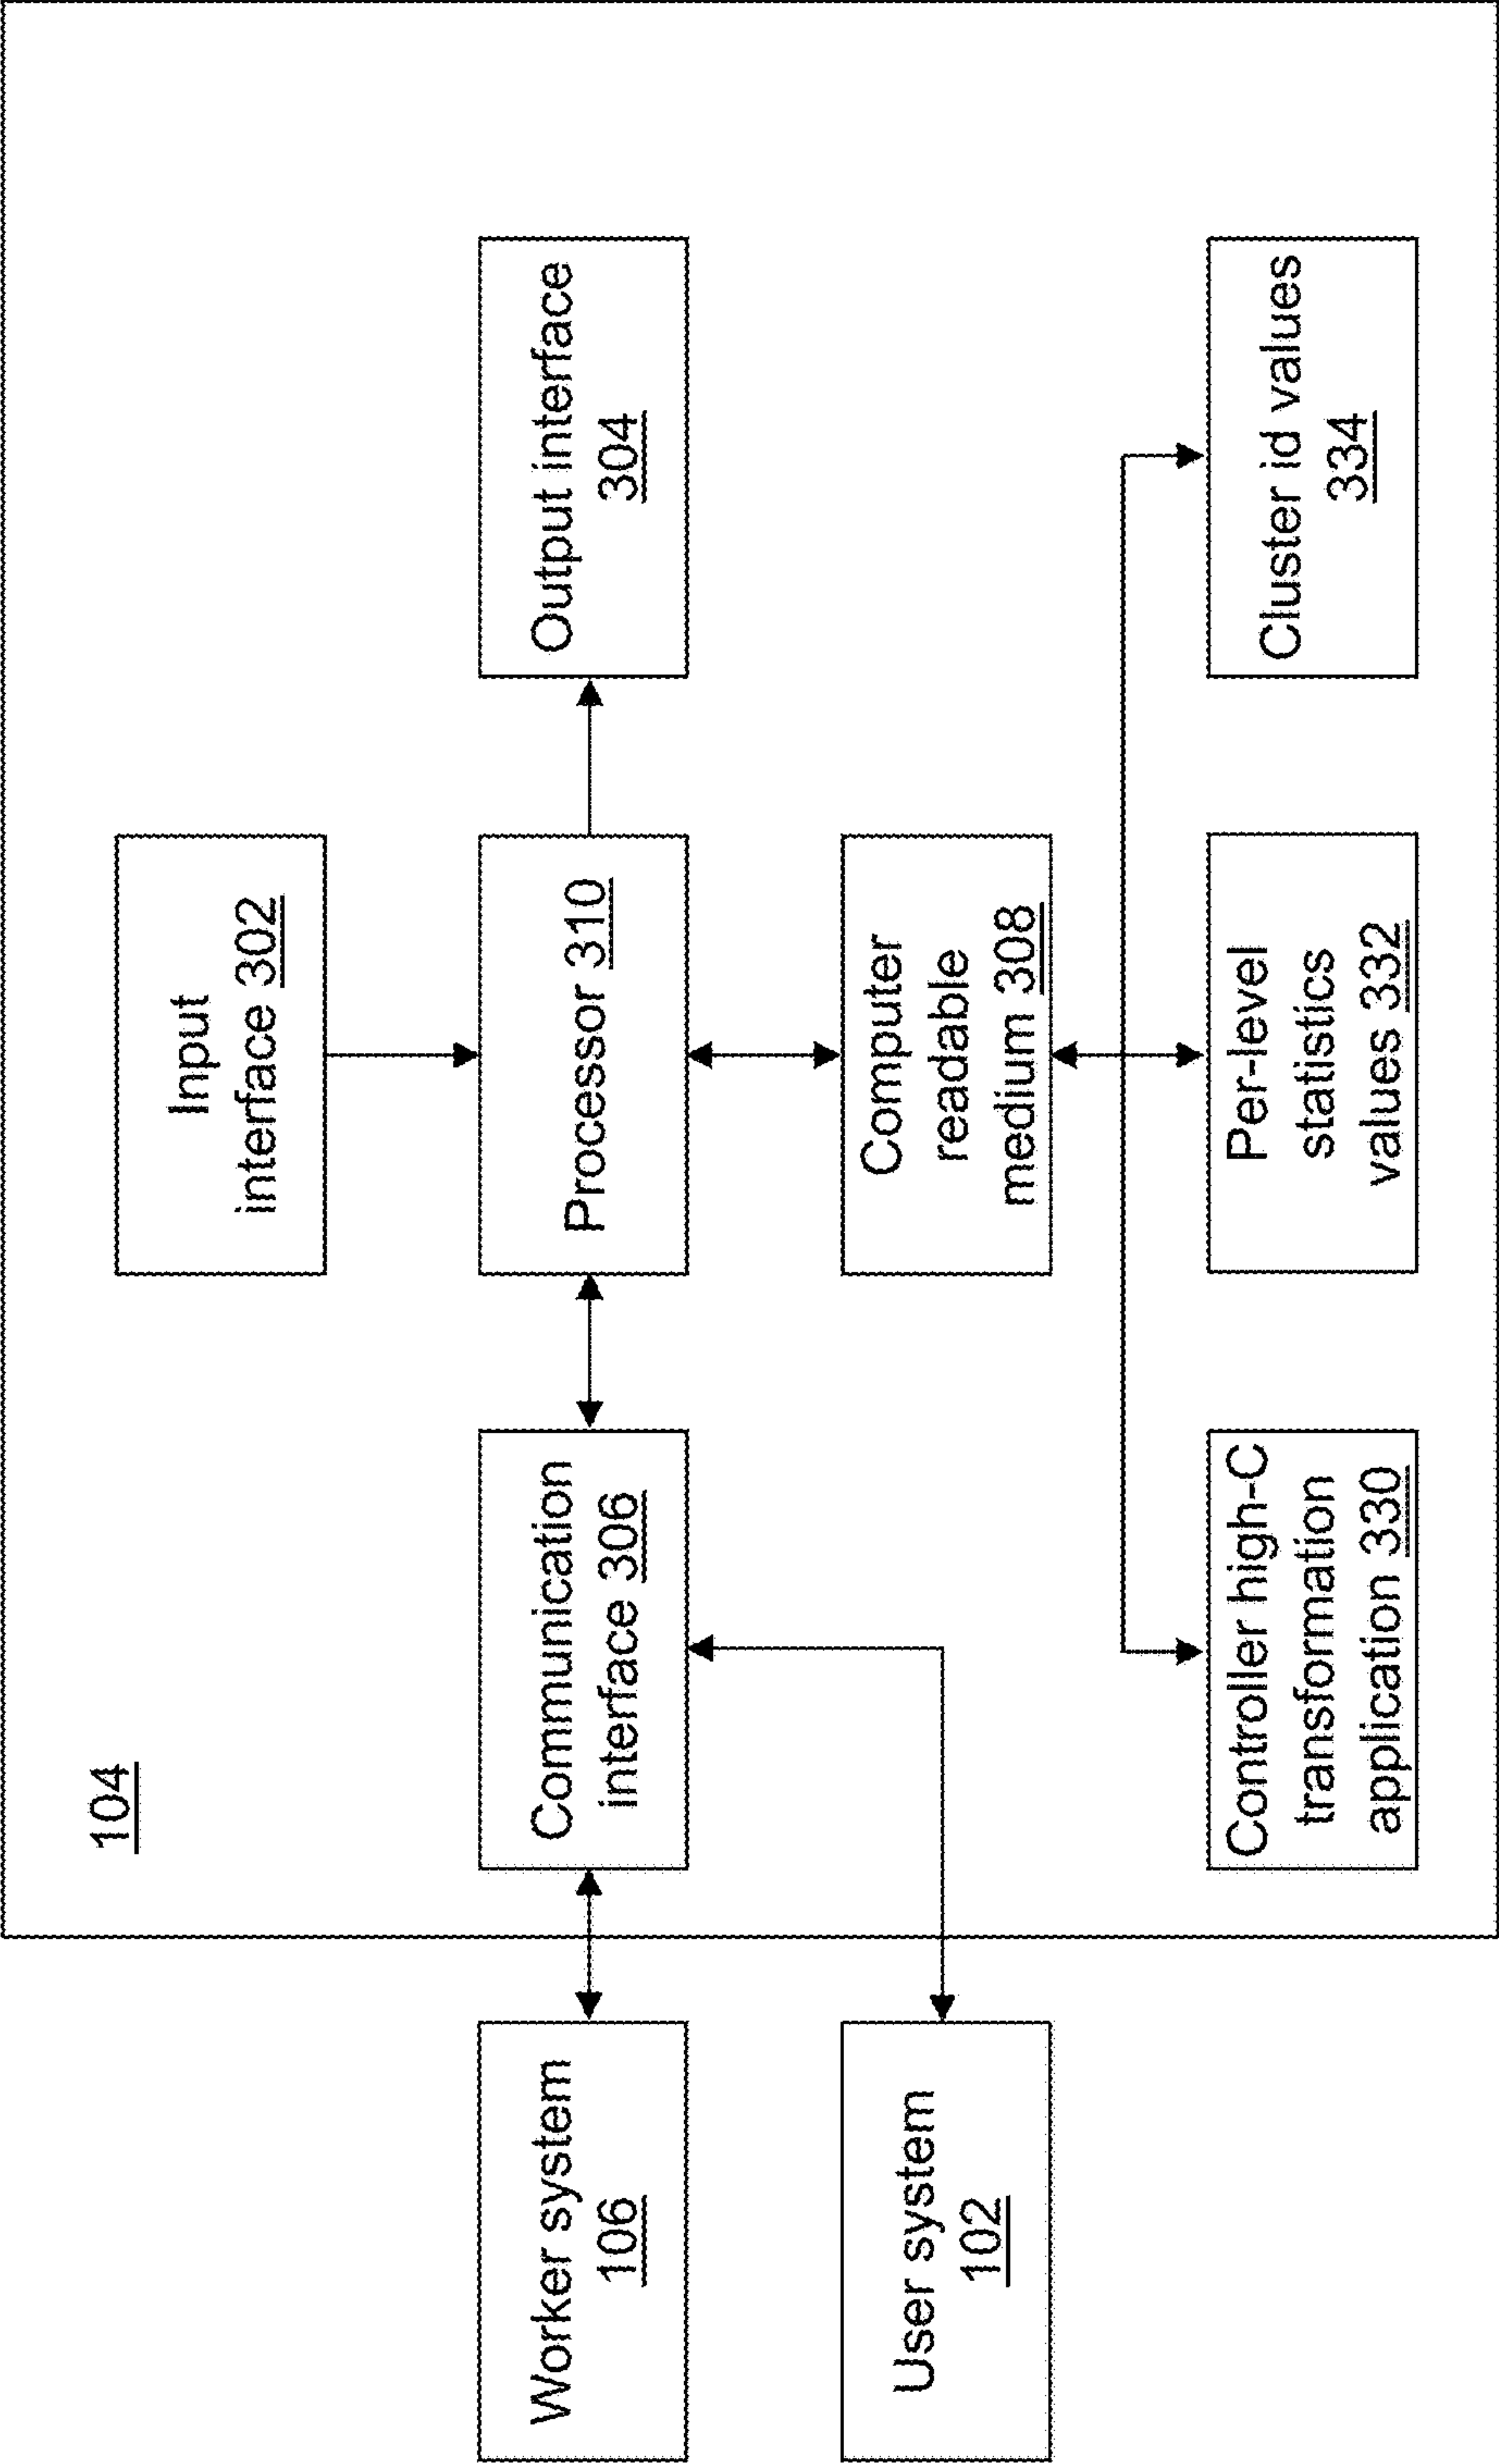 104
Input
interface 302
Worker system
106
Communication
interface 306
Processor 310
Output interface
304
User system
102
Computer
readable
medium 308
Controller high-C
transformation
application 330
Per-level
statistics
values 332
Cluster id values
334